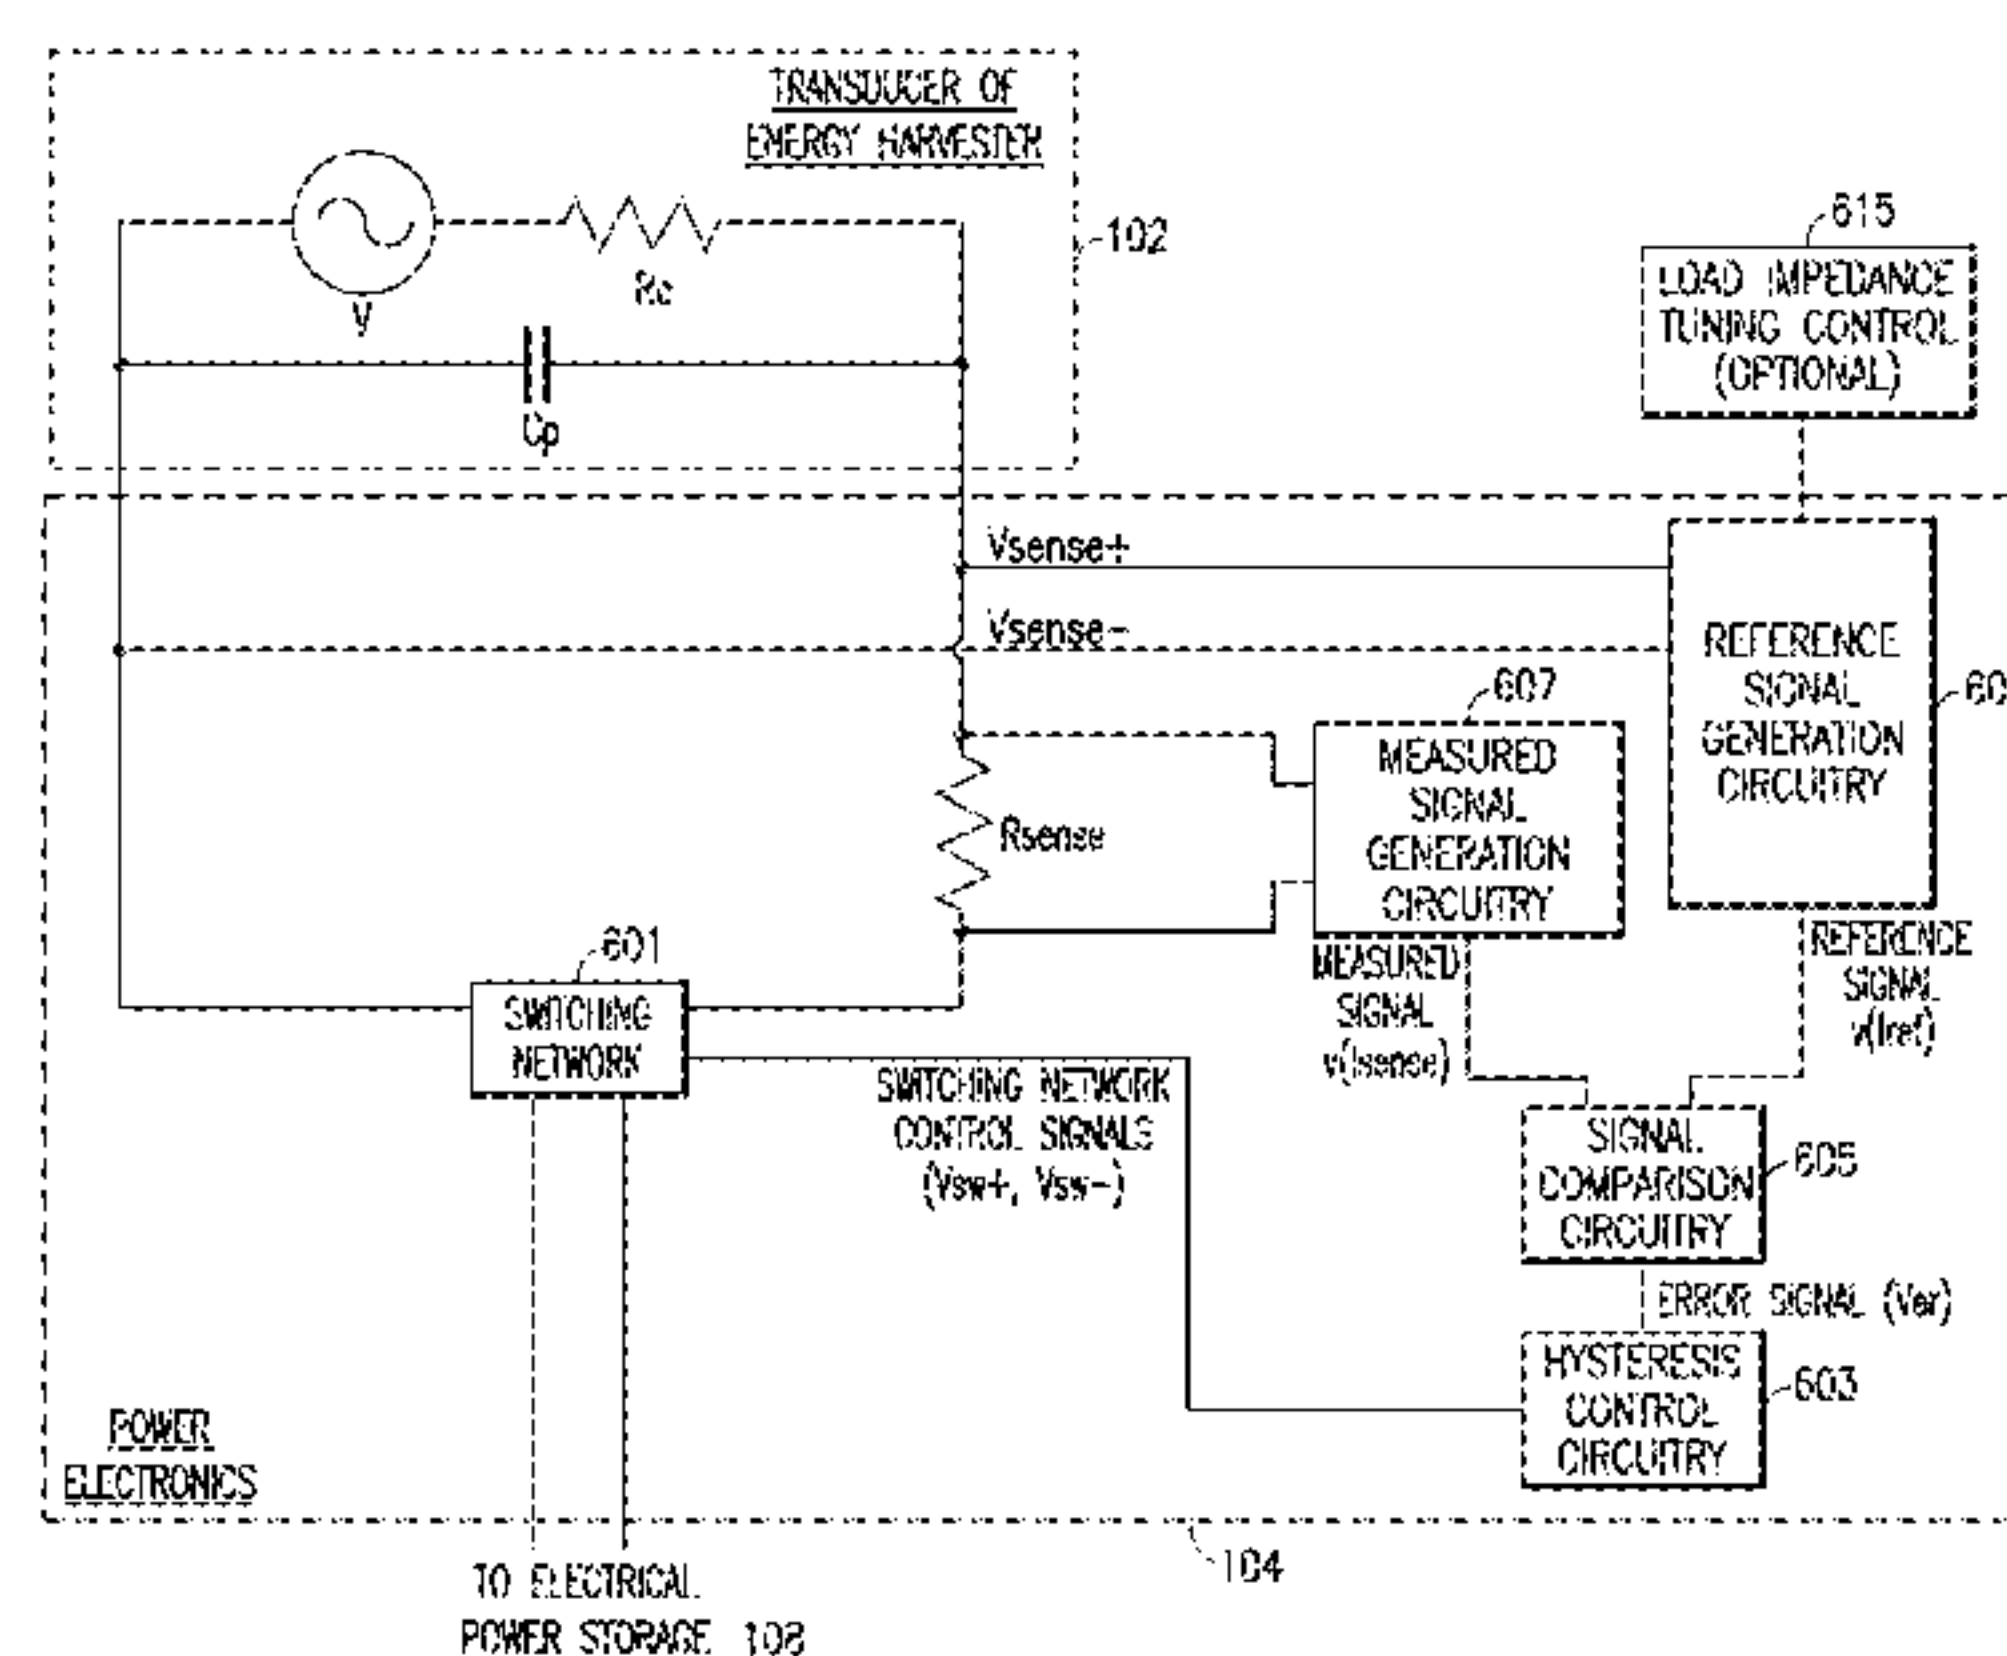 TRANSDUCER OF
ENERGY HARVESTER
102
V
Rc
Cp
615
LOAD IMPEDANCE
TUNING CONTROL
(OPTIONAL)
Vsense+
Vsense-
REFERENCE
SIGNAL
GENERATION
CIRCUITRY
607
MEASURED
SIGNAL
GENERATION
CIRCUITRY
Rsense
REFERENCE
SIGNAL
v(Iref)
MEASURED
SIGNAL
v(Isense)
601
SWITCHING
NETWORK
SWITCHING NETWORK
CONTROL SIGNALS
(Vsw+, Vsw-)
SIGNAL
COMPARISON
CIRCUITRY
605
ERROR SIGNAL (Ver)
HYSTERESIS
CONTROL
CIRCUITRY
603
POWER
ELECTRONICS
104
TO ELECTRICAL
POWER STORAGE 108